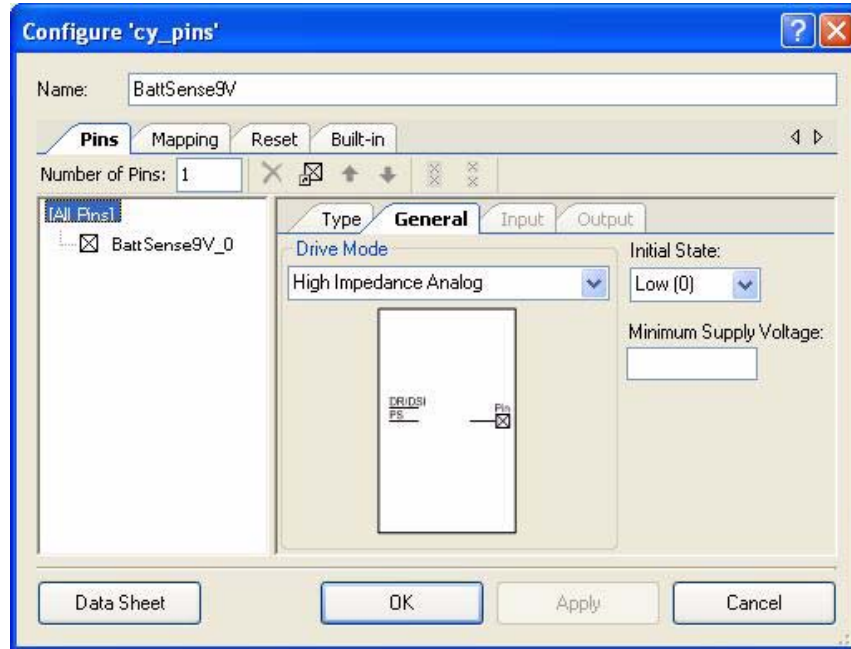 Configure 'cy_pins'
Name: BattSense9V
Pins Mapping Reset Built-in
Number of Pins: 1
[All Pins]
BattSense9V_0
Type General Input Output
Drive Mode
High Impedance Analog
Initial State:
Low (0)
Minimum Supply Voltage:
DR/DSI
PS
Pin
Data Sheet OK Apply Cancel